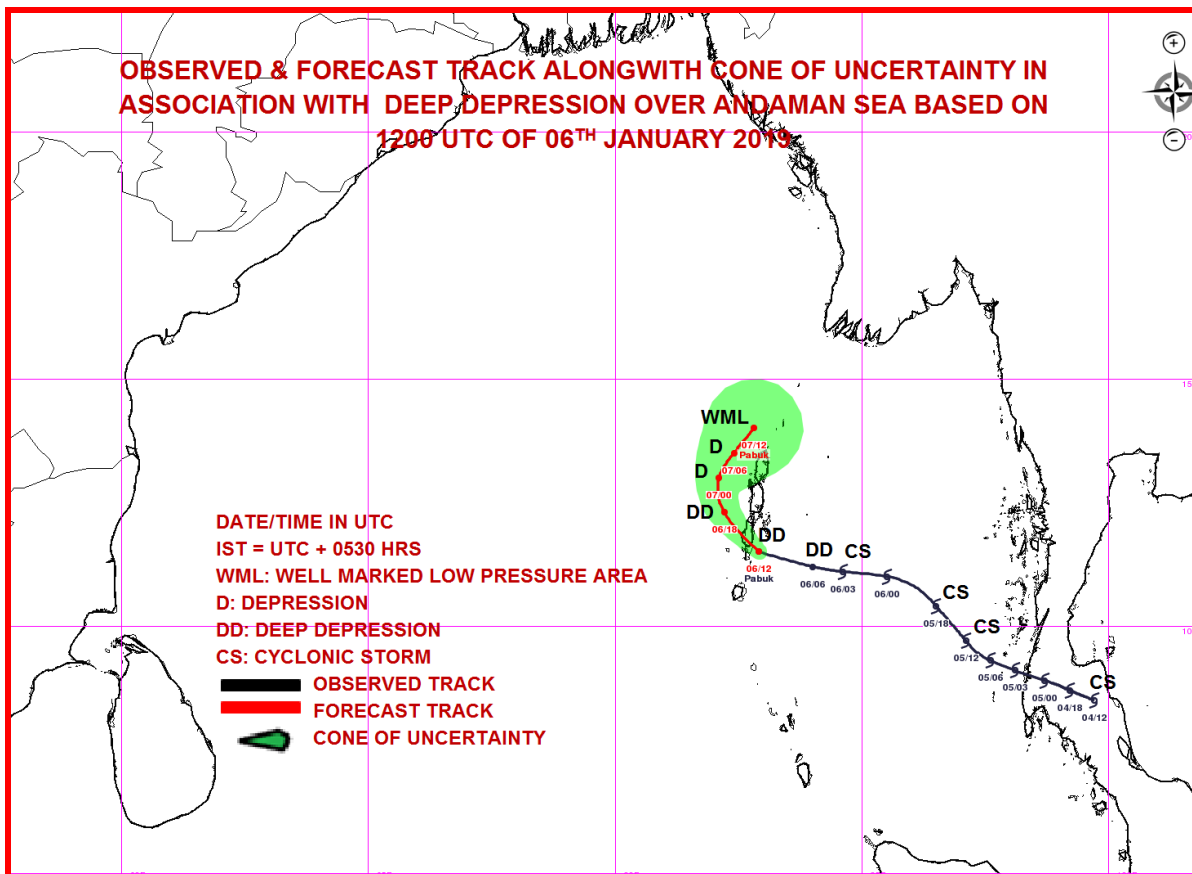 OBSERVED & FORECAST TRACK ALONGWITH CONE OF UNCERTAINTY IN
ASSOCIATION WITH DEEP DEPRESSION OVER ANDAMAN SEA BASED ON
1200 UTC OF 06TH JANUARY 2019
WML
07/12
Pabuk
D
07/06
D
07/00
DD
06/18
DD
06/12
Pabuk
DD
06/06
CS
06/03
06/00
CS
05/18
CS
05/12
05/06
05/03
05/00
04/18
CS
04/12
DATE/TIME IN UTC
IST = UTC + 0530 HRS
WML: WELL MARKED LOW PRESSURE AREA
D: DEPRESSION
DD: DEEP DEPRESSION
CS: CYCLONIC STORM
OBSERVED TRACK
FORECAST TRACK
CONE OF UNCERTAINTY